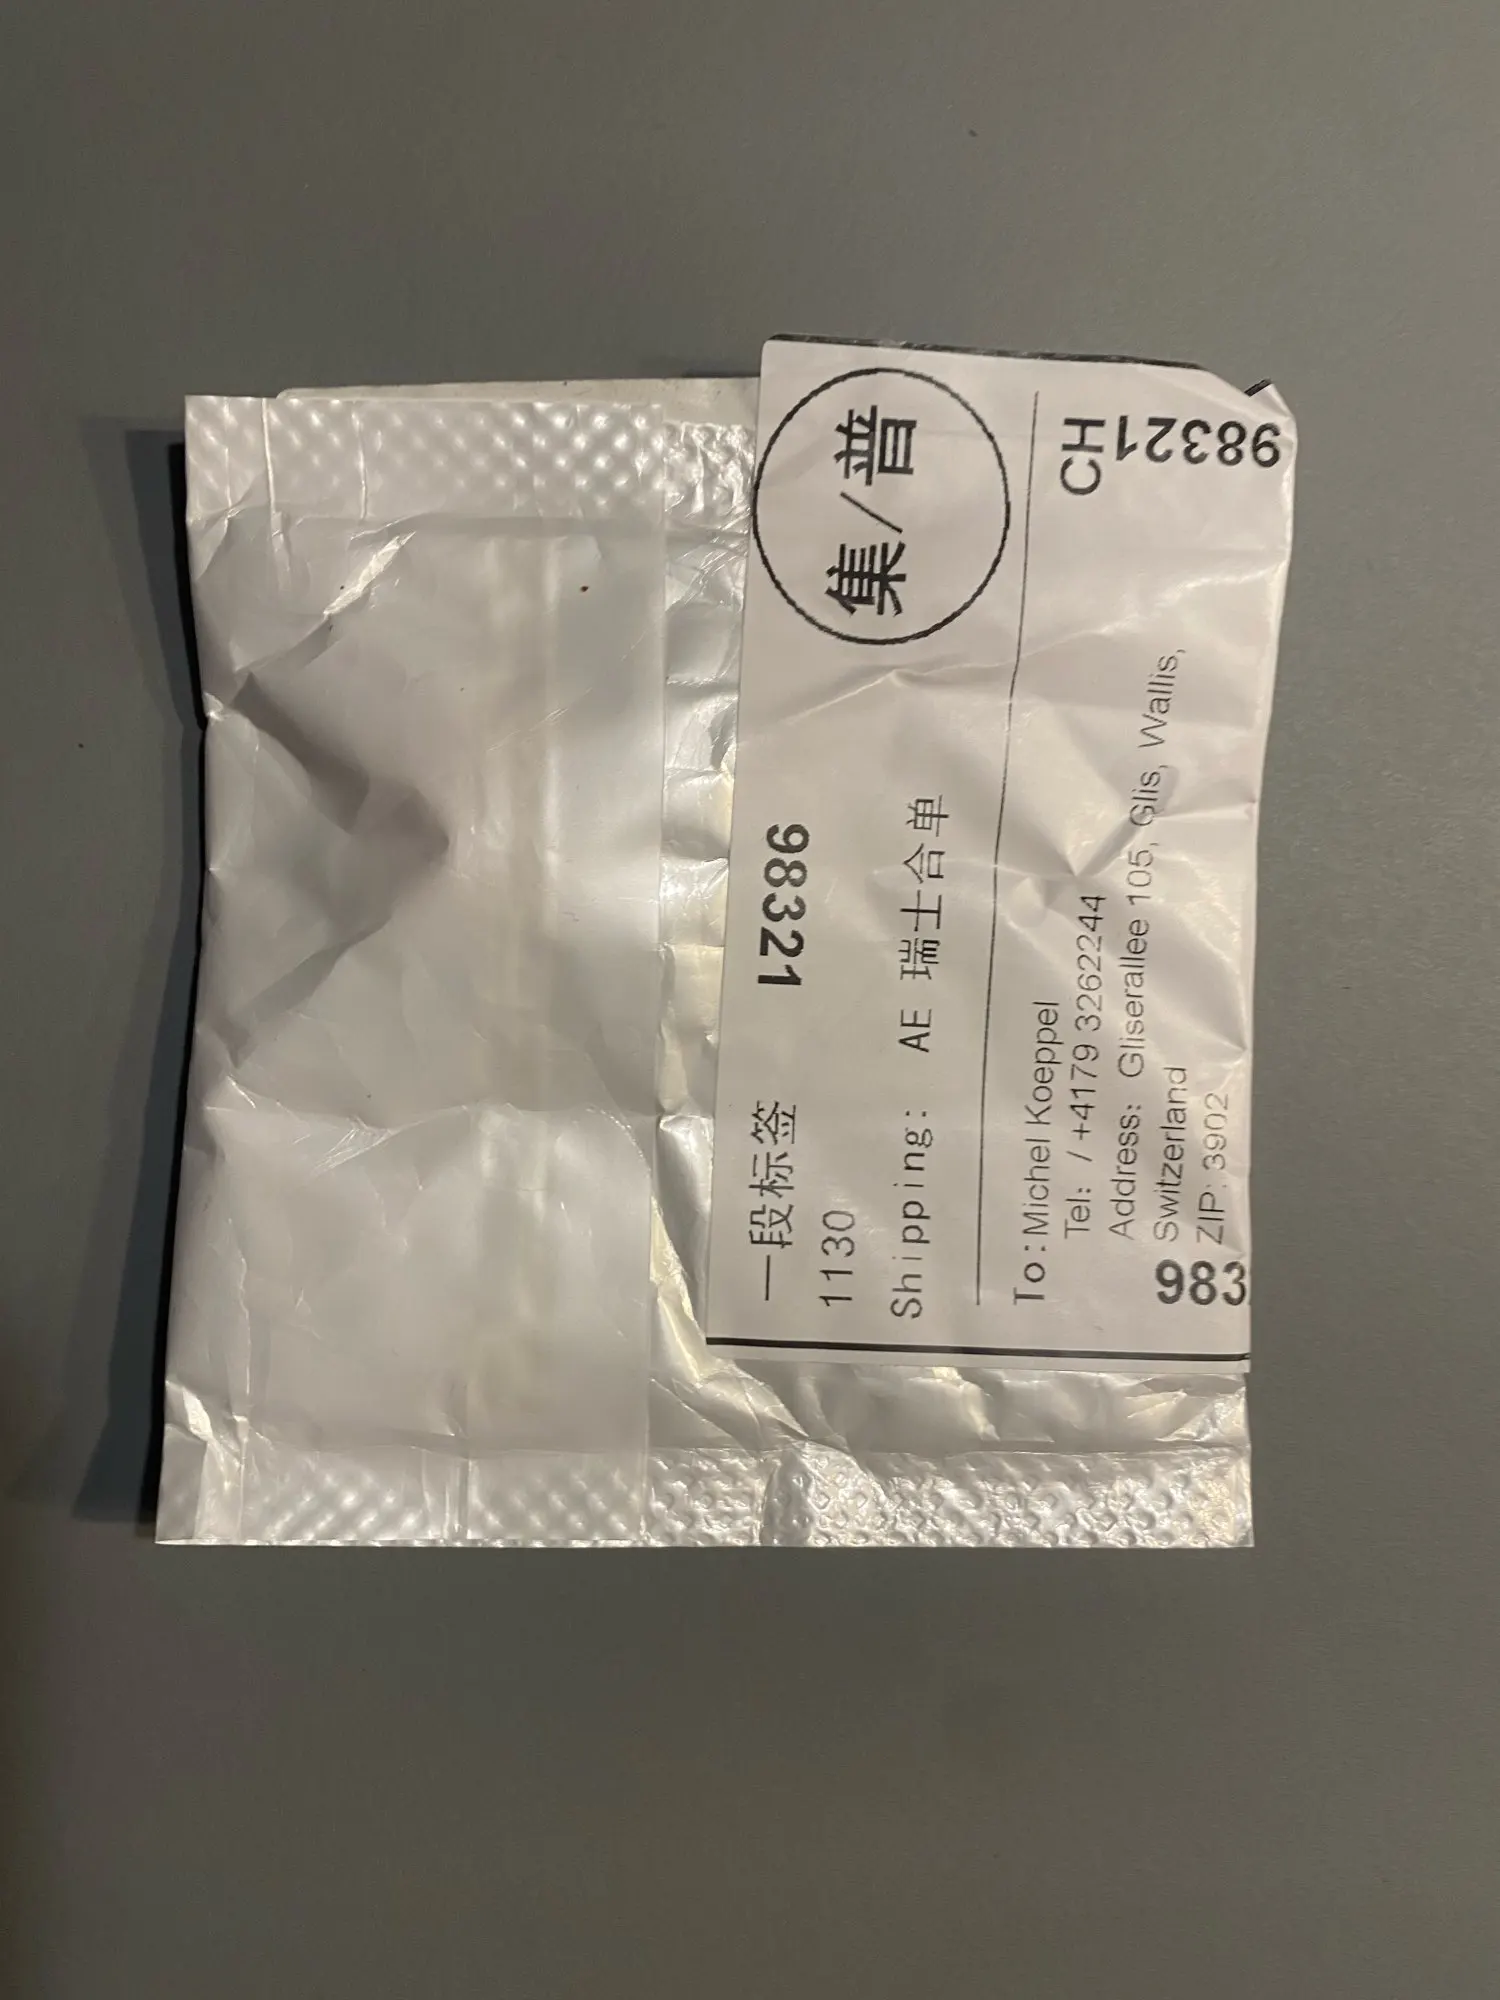 一段标签 98321
1130
集/普
Shipping: AE 瑞士合单
To:Michel Koeppel
Tel: / +4179 3262244
Address: Gliserallee 105, Glis, Wallis,
Switzerland
ZIP: 3902
CH
98321
983